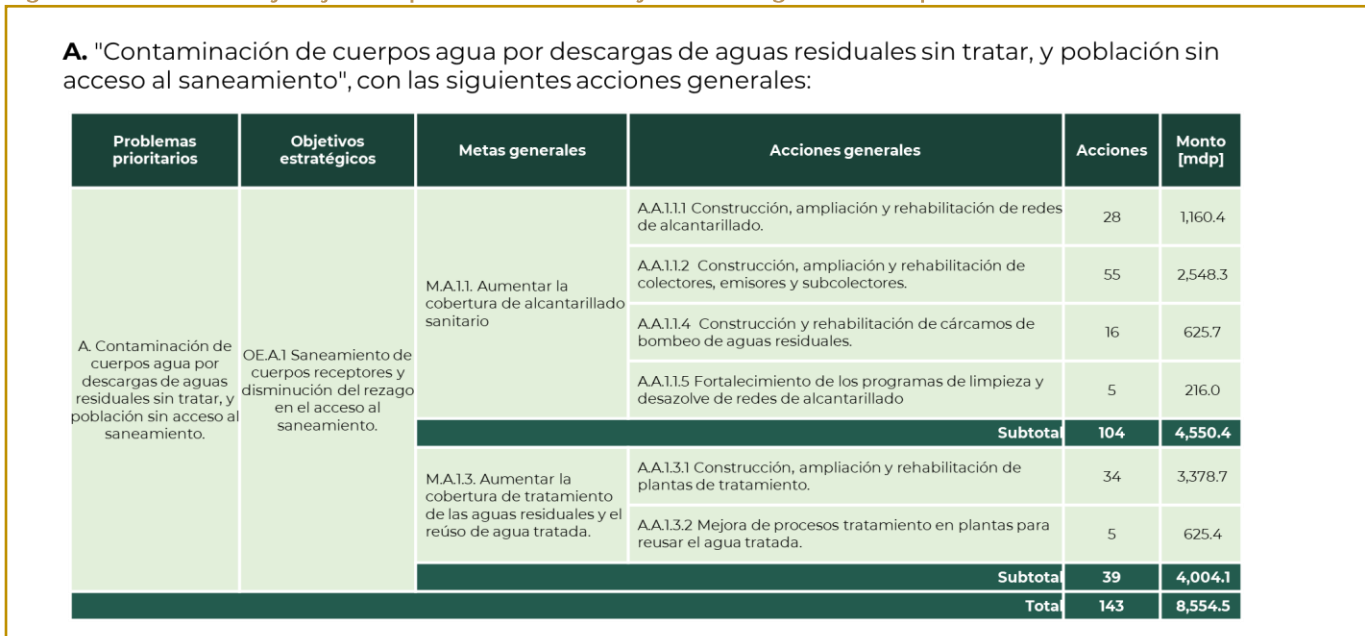 A. "Contaminación de cuerpos agua por descargas de aguas residuales sin tratar, y población sin
acceso al saneamiento", con las siguientes acciones generales:
Problemas
prioritarios
Objetivos
estratégicos
Metas generales
Acciones generales
Acciones
Monto
[mdp]
A. Contaminación de
cuerpos agua por
descargas de aguas
residuales sin tratar, y
población sin acceso al
saneamiento.
OE.A.1 Saneamiento de
cuerpos receptores y
disminución del rezago
en el acceso al
saneamiento.
M.A.1.1. Aumentar la
cobertura de alcantarillado
sanitario
A.A.1.1.1 Construcción, ampliación y rehabilitación de redes
de alcantarillado.
28
1,160.4
A.A.1.1.2 Construcción, ampliación y rehabilitación de
colectores, emisores y subcolectores.
55
2,548.3
A.A.1.1.4 Construcción y rehabilitación de cárcamos de
bombeo de aguas residuales.
16
625.7
A.A.1.1.5 Fortalecimiento de los programas de limpieza y
desazolve de redes de alcantarillado
5
216.0
Subtotal 104 4,550.4
M.A.1.3. Aumentar la
cobertura de tratamiento
de las aguas residuales y el
reúso de agua tratada.
A.A.1.3.1 Construcción, ampliación y rehabilitación de
plantas de tratamiento.
34
3,378.7
A.A.1.3.2 Mejora de procesos tratamiento en plantas para
reusar el agua tratada.
5
625.4
Subtotal 39 4,004.1
Total 143 8,554.5